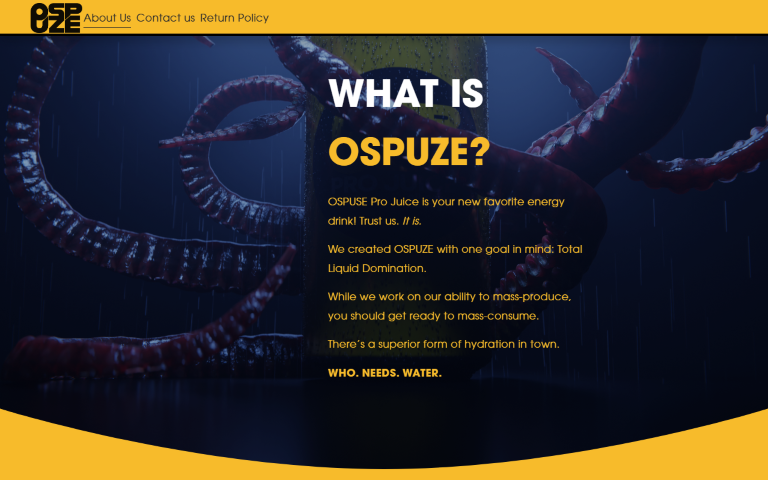 OSP
UZE
About Us Contact us Return Policy
WHAT IS
OSPUZE?
OSPUSE Pro Juice is your new favorite energy
drink! Trust us. It is.
We created OSPUZE with one goal in mind: Total
Liquid Domination.
While we work on our ability to mass-produce,
you should get ready to mass-consume.
There's a superior form of hydration in town.
WHO. NEEDS. WATER.